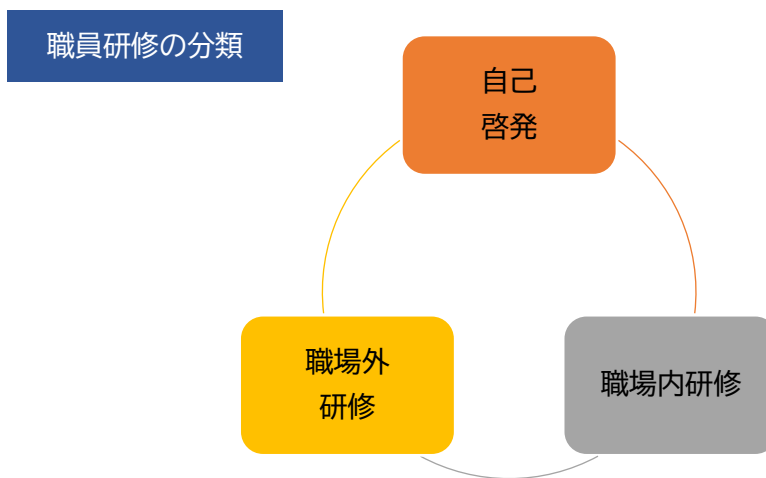 職員研修の分類
自己
啓発
職場外
研修
職場内研修